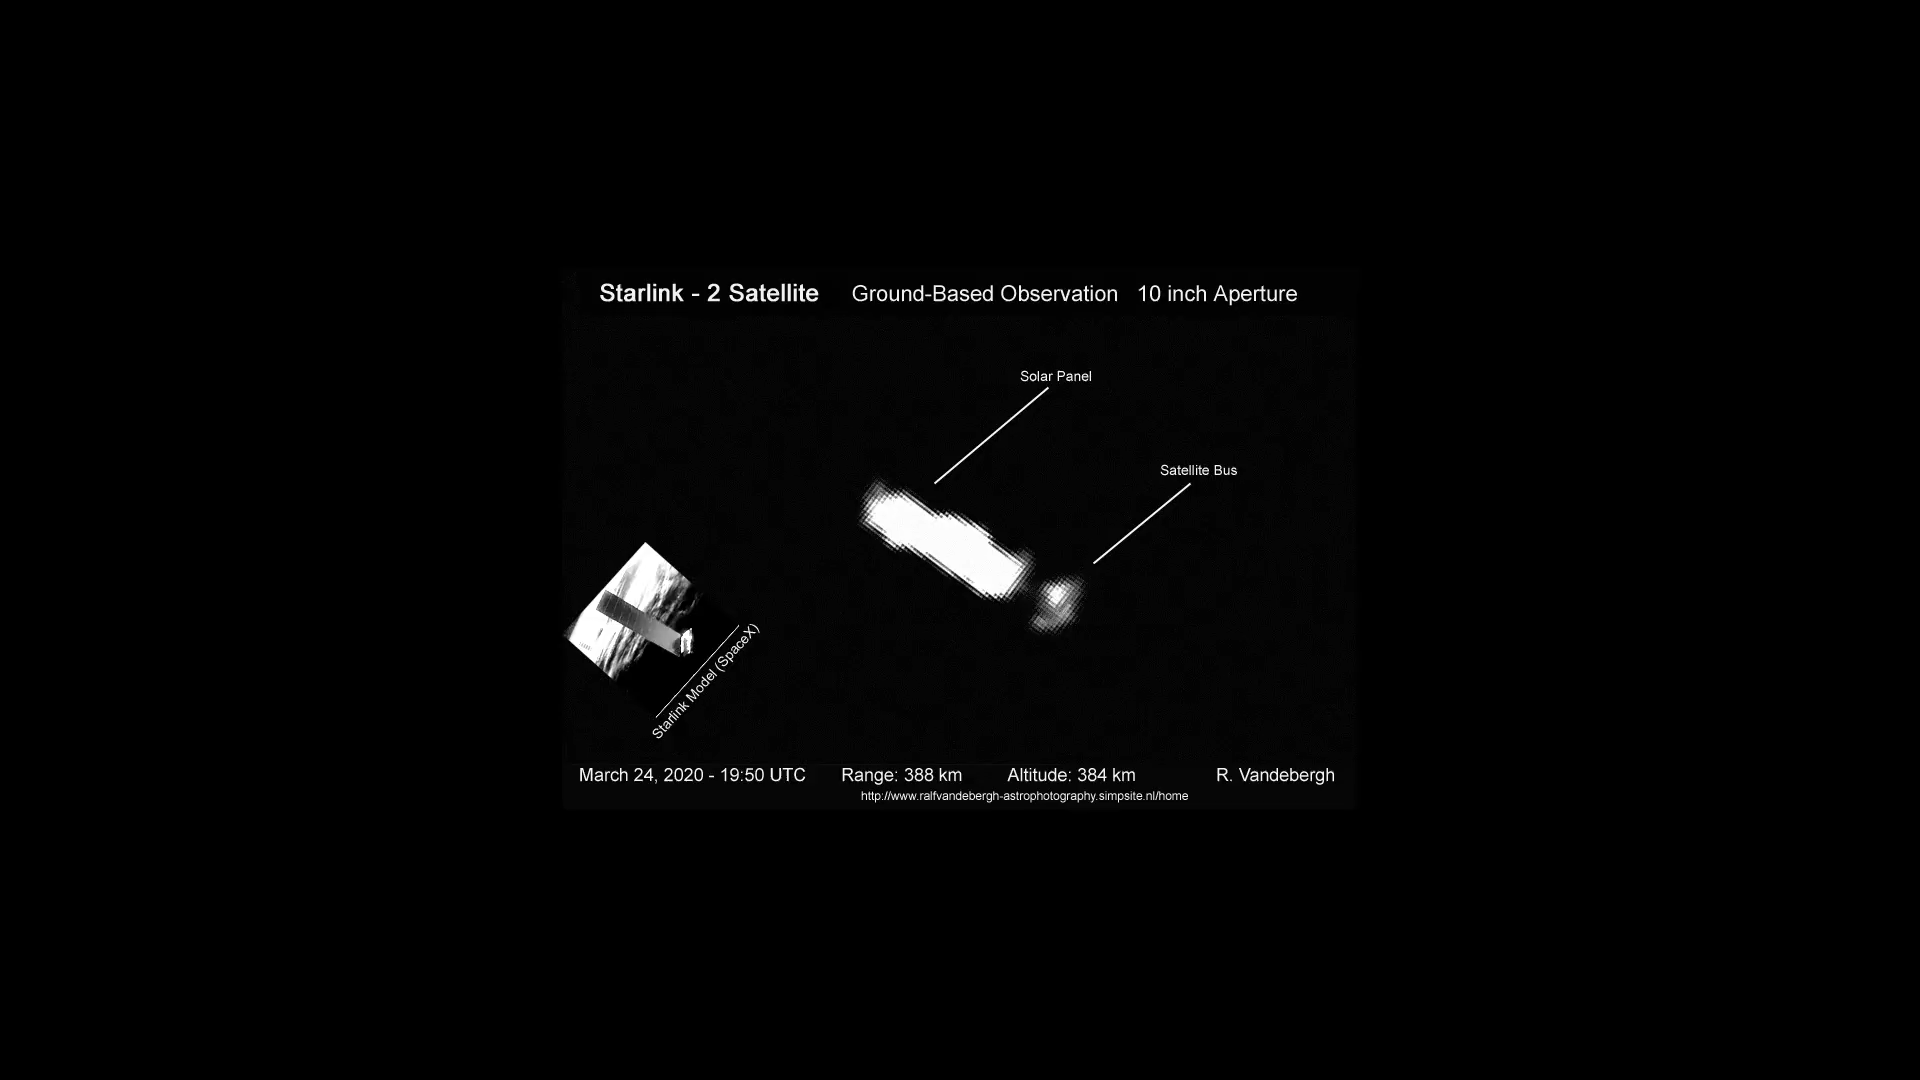 Starlink - 2 Satellite Ground-Based Observation 10 inch Aperture
Solar Panel
Satellite Bus
Starlink Model (SpaceX)
March 24, 2020 - 19:50 UTC Range: 388 km Altitude: 384 km R. Vandebergh
http://www.ralfvandebergh-astrophotography.simpsite.nl/home